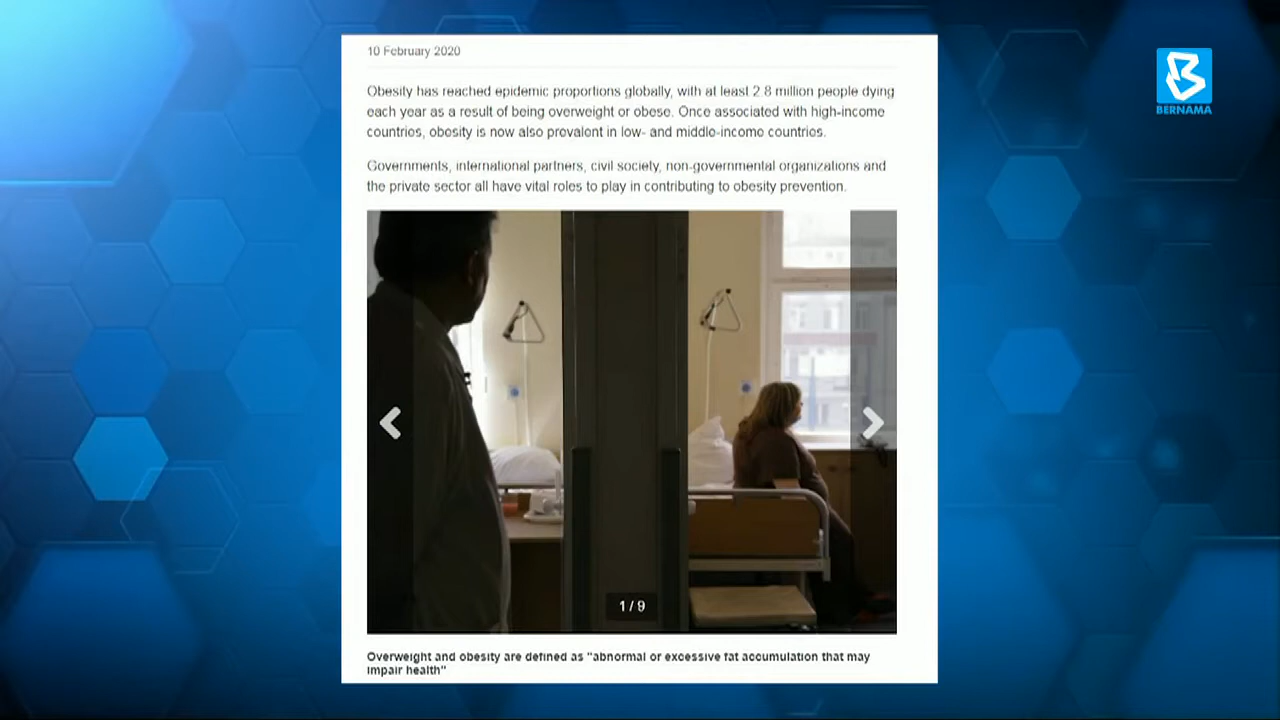 10 February 2020
BERNAMA
Obesity has reached epidemic proportions globally, with at least 2.8 million people dying
each year as a result of being overweight or obese. Once associated with high-income
countries, obesity is now also prevalent in low- and middle-income countries.
Governments, international partners, civil society, non-governmental organizations and
the private sector all have vital roles to play in contributing to obesity prevention.
1 / 9
Overweight and obesity are defined as "abnormal or excessive fat accumulation that may
impair health"